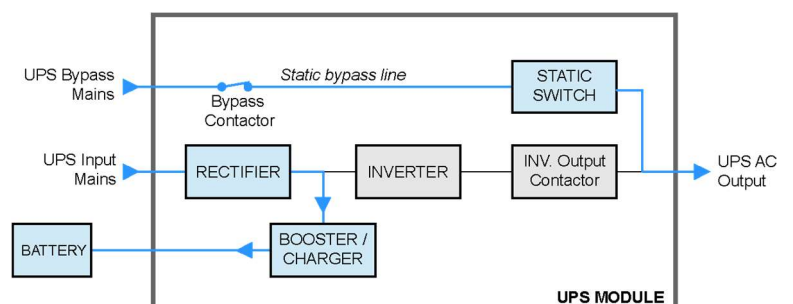 UPS Bypass
Mains
Static bypass line
Bypass
Contactor
STATIC
SWITCH
UPS Input
Mains
RECTIFIER
INVERTER
INV. Output
Contactor
UPS AC
Output
BATTERY
BOOSTER /
CHARGER
UPS MODULE